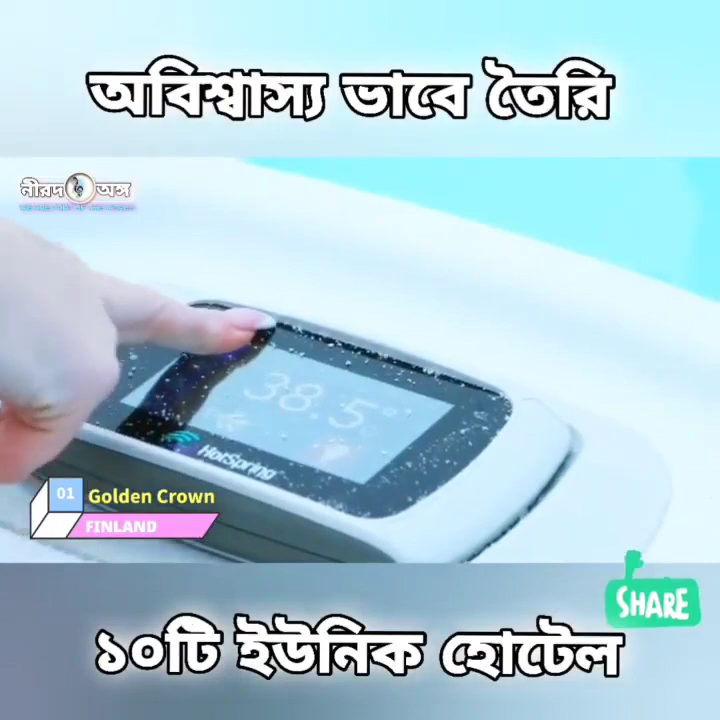 অবিশ্বাস্য ভাবে তৈরি
নীরদ অঙ্গ
38.5°
HotSpring
01 Golden Crown
FINLAND
SHARE
১০টি ইউনিক হোটেল